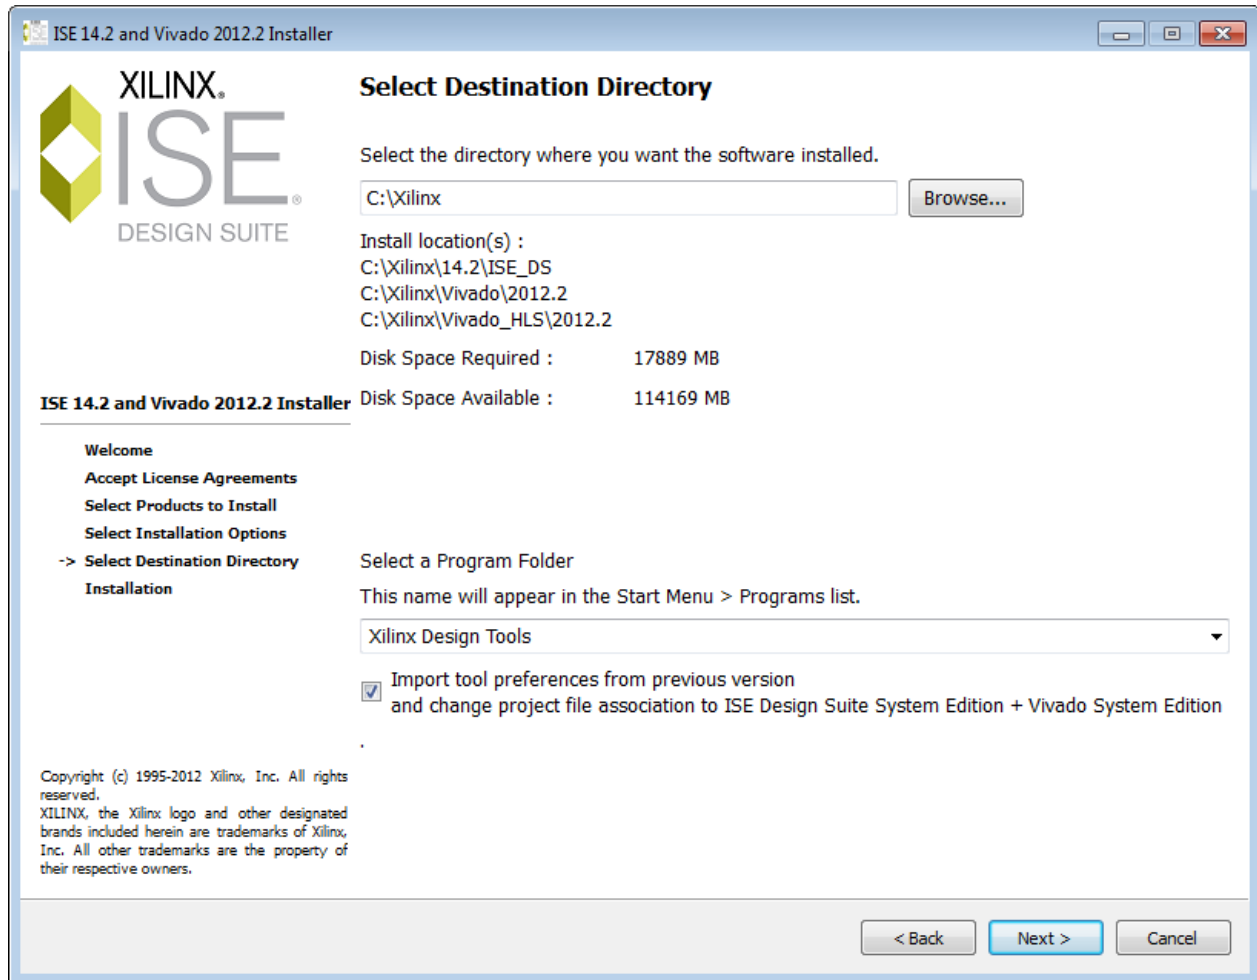 ISE 14.2 and Vivado 2012.2 Installer
XILINX®
ISE®
DESIGN SUITE
ISE 14.2 and Vivado 2012.2 Installer
Welcome
Accept License Agreements
Select Products to Install
Select Installation Options
-> Select Destination Directory
Installation
Copyright (c) 1995-2012 Xilinx, Inc. All rights
reserved.
XILINX, the Xilinx logo and other designated
brands included herein are trademarks of Xilinx,
Inc. All other trademarks are the property of
their respective owners.
Select Destination Directory
Select the directory where you want the software installed.
C:\Xilinx
Browse...
Install location(s) :
C:\Xilinx\14.2\ISE_DS
C:\Xilinx\Vivado\2012.2
C:\Xilinx\Vivado_HLS\2012.2
Disk Space Required : 17889 MB
Disk Space Available : 114169 MB
Select a Program Folder
This name will appear in the Start Menu > Programs list.
Xilinx Design Tools
Import tool preferences from previous version
and change project file association to ISE Design Suite System Edition + Vivado System Edition
.
< Back Next > Cancel